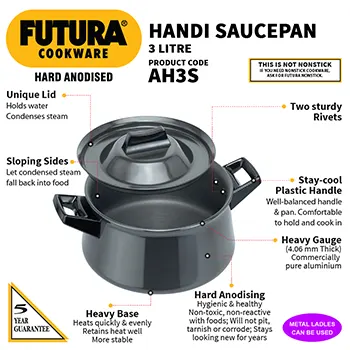 FUTURA®
COOKWARE
HARD ANODISED
HANDI SAUCEPAN
3 LITRE
PRODUCT CODE
AH3S
THIS IS NOT NONSTICK
IF YOU NEED NONSTICK COOKWARE,
ASK FOR FUTURA NONSTICK.
Unique Lid
Holds water
Condenses steam
Two sturdy
Rivets
Sloping Sides
Let condensed steam
fall back into food
Stay-cool
Plastic Handle
Well-balanced handle
& pan. Comfortable
to hold and cook in
Heavy Gauge
(4.06 mm Thick)
Commercially
pure aluminium
5
YEAR
GUARANTEE
Heavy Base
Heats quickly & evenly
Retains heat well
More stable
Hard Anodising
Hygienic & healthy
Non-toxic, non-reactive
with foods; Will not pit,
tarnish or corrode; Stays
looking new for years
METAL LADLES
CAN BE USED